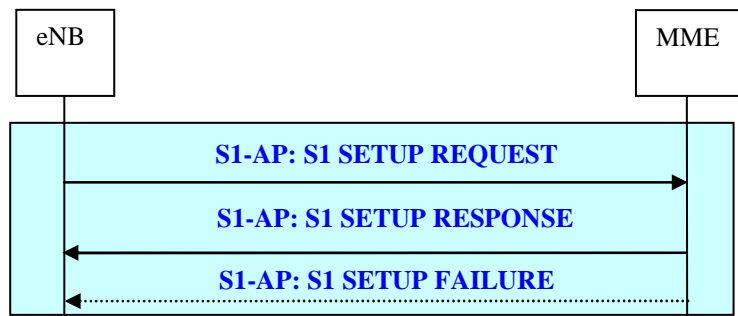 eNB
MME
S1-AP: S1 SETUP REQUEST
S1-AP: S1 SETUP RESPONSE
S1-AP: S1 SETUP FAILURE